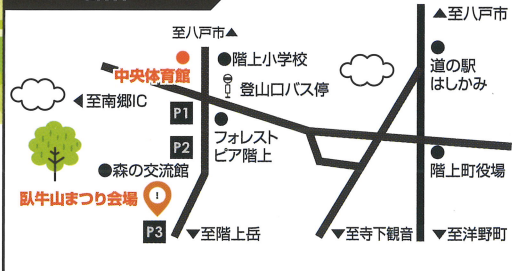 至八戸市▲
▲至八戸市
中央体育館
階上小学校
登山口バス停
道の駅
はしかみ
◀至南郷IC
P1
フォレスト
ピア階上
P2
森の交流館
階上町役場
臥牛山まつり会場
P3
▼至階上岳
▼至寺下観音
▼至洋野町